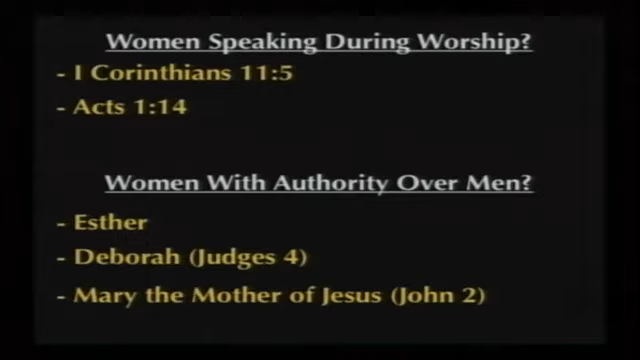 Women Speaking During Worship?
- I Corinthians 11:5
- Acts 1:14
Women With Authority Over Men?
- Esther
- Deborah (Judges 4)
- Mary the Mother of Jesus (John 2)